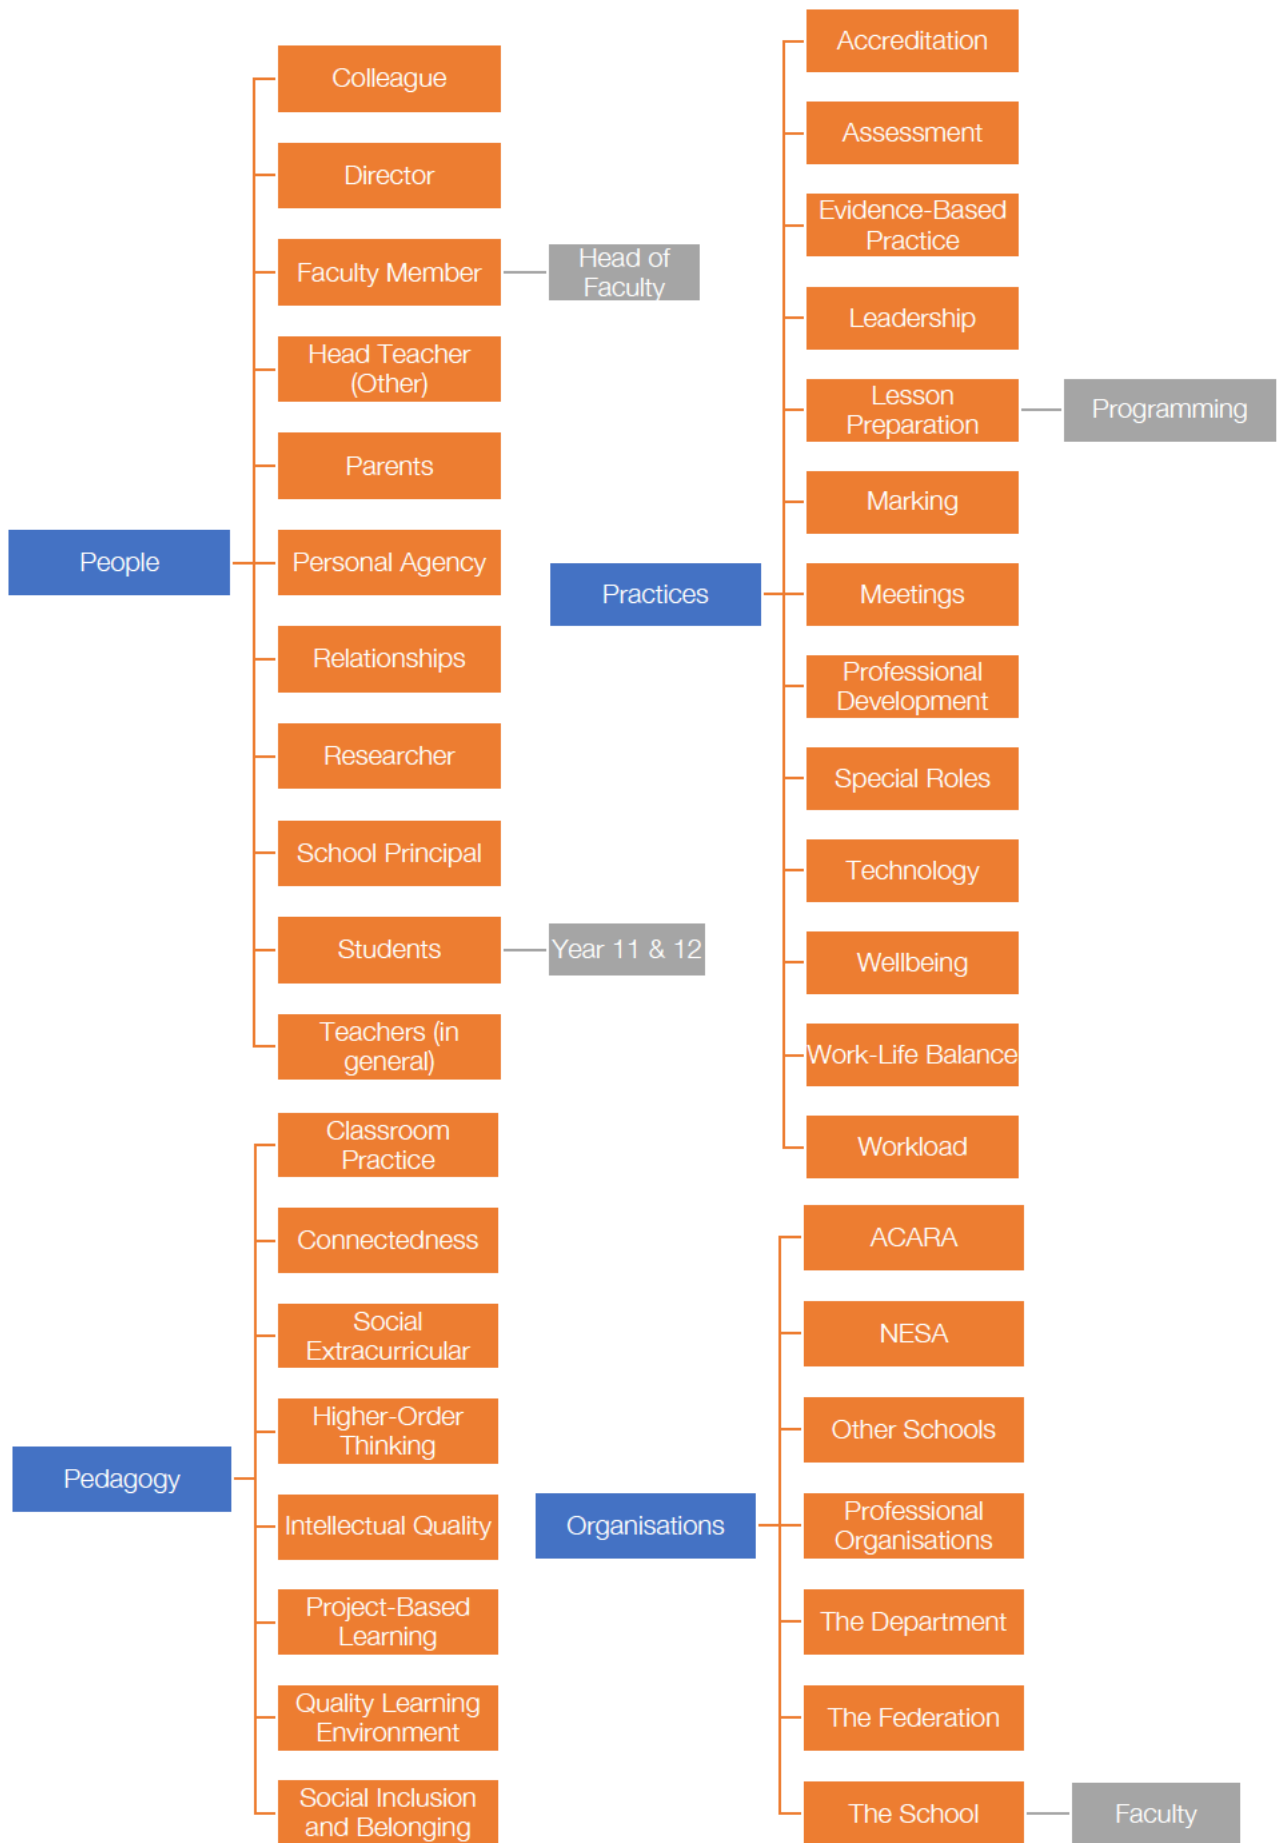 People
Colleague
Director
Faculty Member
Head of
Faculty
Head Teacher
(Other)
Parents
Personal Agency
Relationships
Researcher
School Principal
Students
Year 11 & 12
Teachers (in
general)
Practices
Accreditation
Assessment
Evidence-Based
Practice
Leadership
Lesson
Preparation
Programming
Marking
Meetings
Professional
Development
Special Roles
Technology
Wellbeing
Work-Life Balance
Workload
Pedagogy
Classroom
Practice
Connectedness
Social
Extracurricular
Higher-Order
Thinking
Intellectual Quality
Project-Based
Learning
Quality Learning
Environment
Social Inclusion
and Belonging
Organisations
ACARA
NESA
Other Schools
Professional
Organisations
The Department
The Federation
The School
Faculty